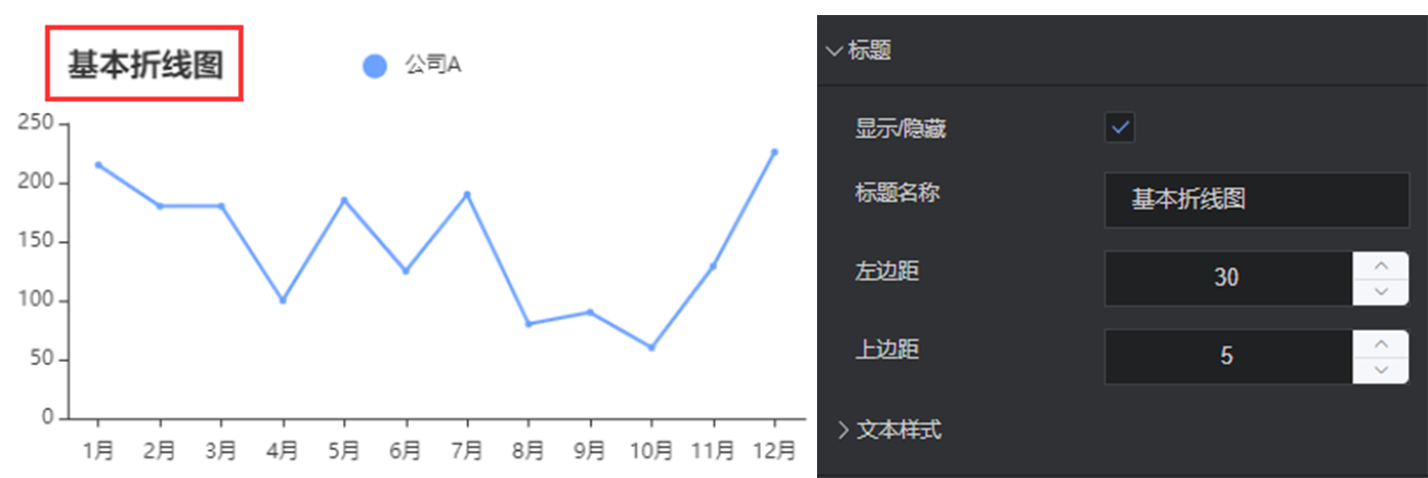 基本折线图
公司A
250
200
150
100
50
0
1月 2月 3月 4月 5月 6月 7月 8月 9月 10月 11月 12月
标题
显示/隐藏
标题名称 基本折线图
左边距 30
上边距 5
文本样式